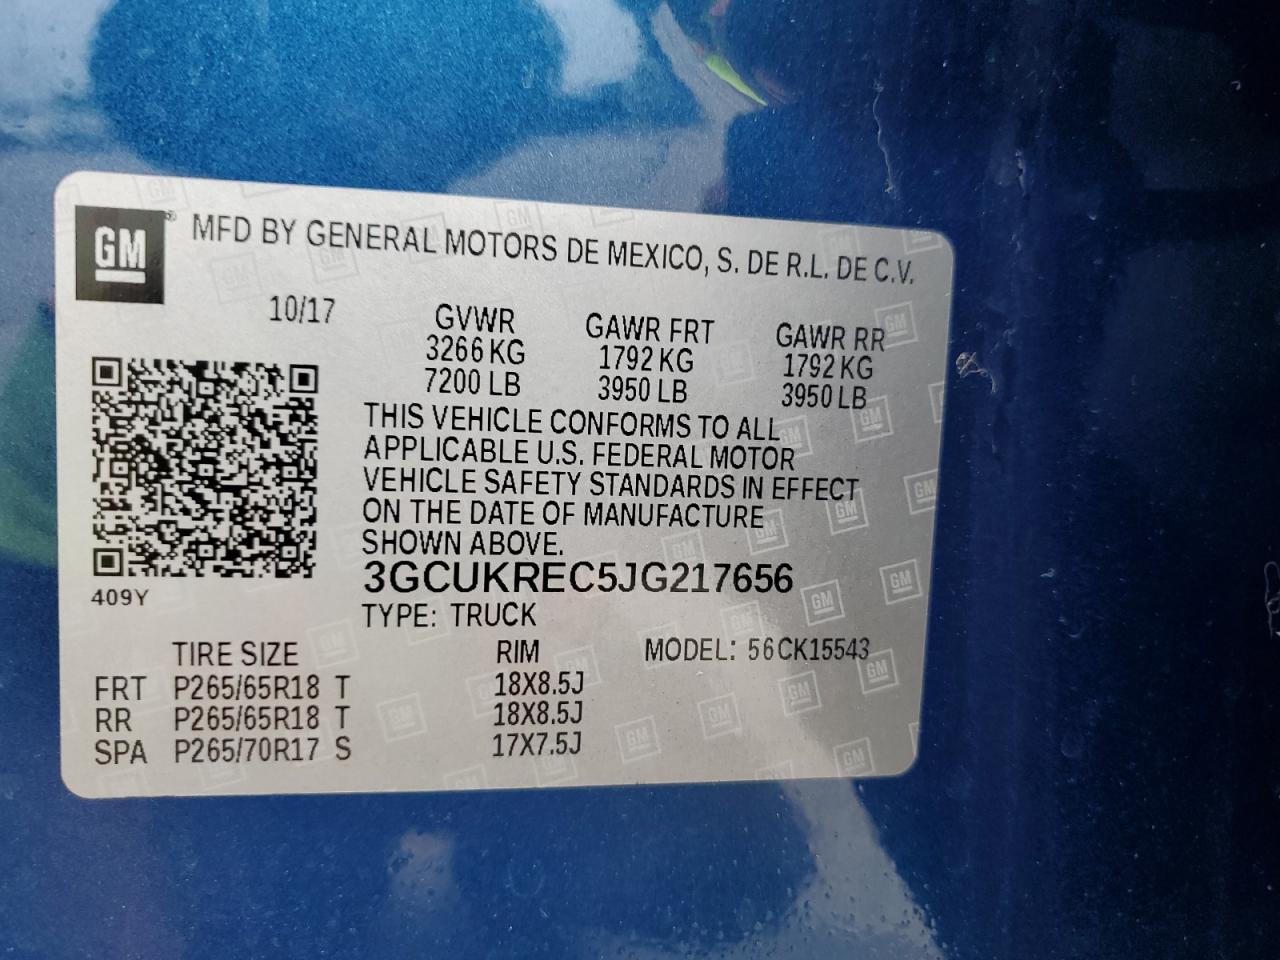 GM ® MFD BY GENERAL MOTORS DE MEXICO, S. DE R.L. DE C.V.
10/17 GVWR GAWR FRT GAWR RR
3266 KG 1792 KG 1792 KG
7200 LB 3950 LB 3950 LB
THIS VEHICLE CONFORMS TO ALL
APPLICABLE U.S. FEDERAL MOTOR
VEHICLE SAFETY STANDARDS IN EFFECT
ON THE DATE OF MANUFACTURE
SHOWN ABOVE.
3GCUKREC5JG217656
409Y
TYPE: TRUCK
TIRE SIZE RIM MODEL: 56CK15543
FRT P265/65R18 T 18X8.5J
RR P265/65R18 T 18X8.5J
SPA P265/70R17 S 17X7.5J